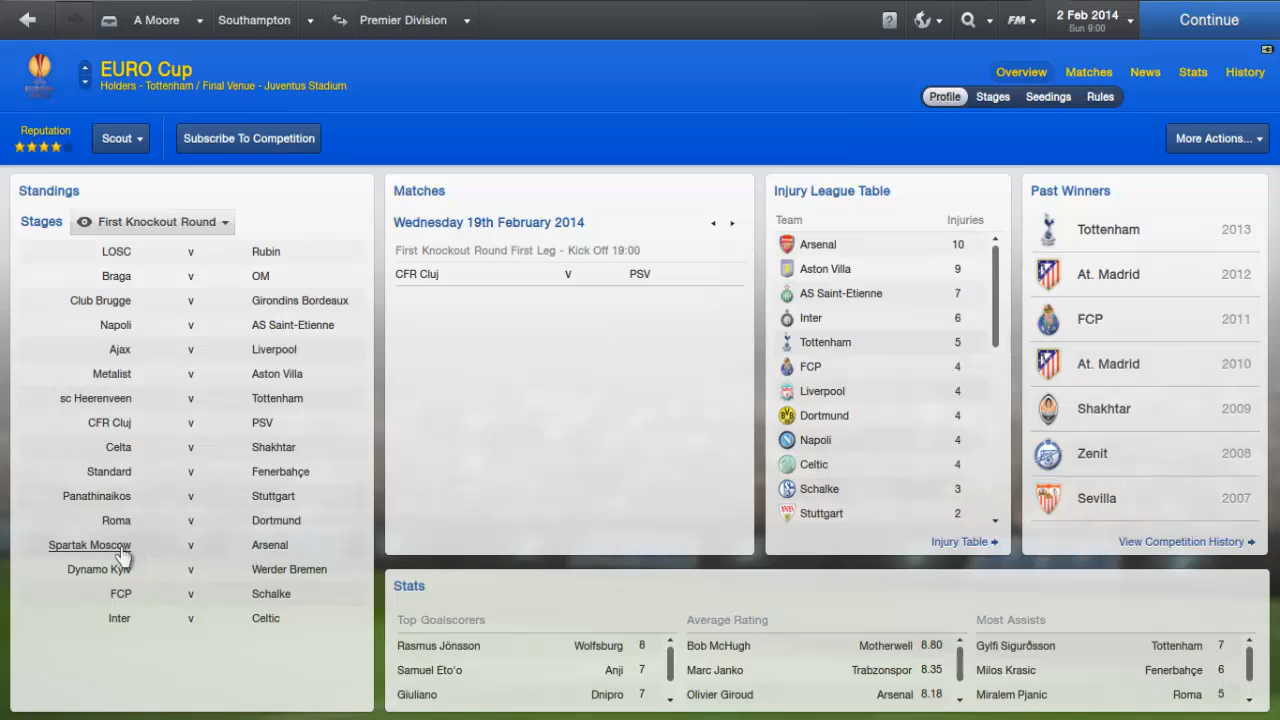 A Moore Southampton Premier Division ? FM 2 Feb 2014 Continue
Sun 9:00
EURO Cup
Holders - Tottenham / Final Venue - Juventus Stadium
Overview Matches News Stats History
Profile Stages Seedings Rules
Reputation
Scout Subscribe To Competition More Actions...
Standings
Stages First Knockout Round
LOSC v Rubin
Braga v OM
Club Brugge v Girondins Bordeaux
Napoli v AS Saint-Etienne
Ajax v Liverpool
Metalist v Aston Villa
sc Heerenveen v Tottenham
CFR Cluj v PSV
Celta v Shakhtar
Standard v Fenerbahçe
Panathinaikos v Stuttgart
Roma v Dortmund
Spartak Moscow v Arsenal
Dynamo Kyiv v Werder Bremen
FCP v Schalke
Inter v Celtic
Matches
Wednesday 19th February 2014
First Knockout Round First Leg - Kick Off 19:00
CFR Cluj v PSV
Injury League Table
Team Injuries
Arsenal 10
Aston Villa 9
AS Saint-Etienne 7
Inter 6
Tottenham 5
FCP 4
Liverpool 4
Dortmund 4
Napoli 4
Celtic 4
Schalke 3
Stuttgart 2
Injury Table
Past Winners
Tottenham 2013
At. Madrid 2012
FCP 2011
At. Madrid 2010
Shakhtar 2009
Zenit 2008
Sevilla 2007
View Competition History
Stats
Top Goalscorers
Rasmus Jönsson Wolfsburg 8
Samuel Eto'o Anji 7
Giuliano Dnipro 7
Average Rating
Bob McHugh Motherwell 8.80
Marc Janko Trabzonspor 8.35
Olivier Giroud Arsenal 8.18
Most Assists
Gylfi Sigurðsson Tottenham 7
Milos Krasic Fenerbahçe 6
Miralem Pjanic Roma 5